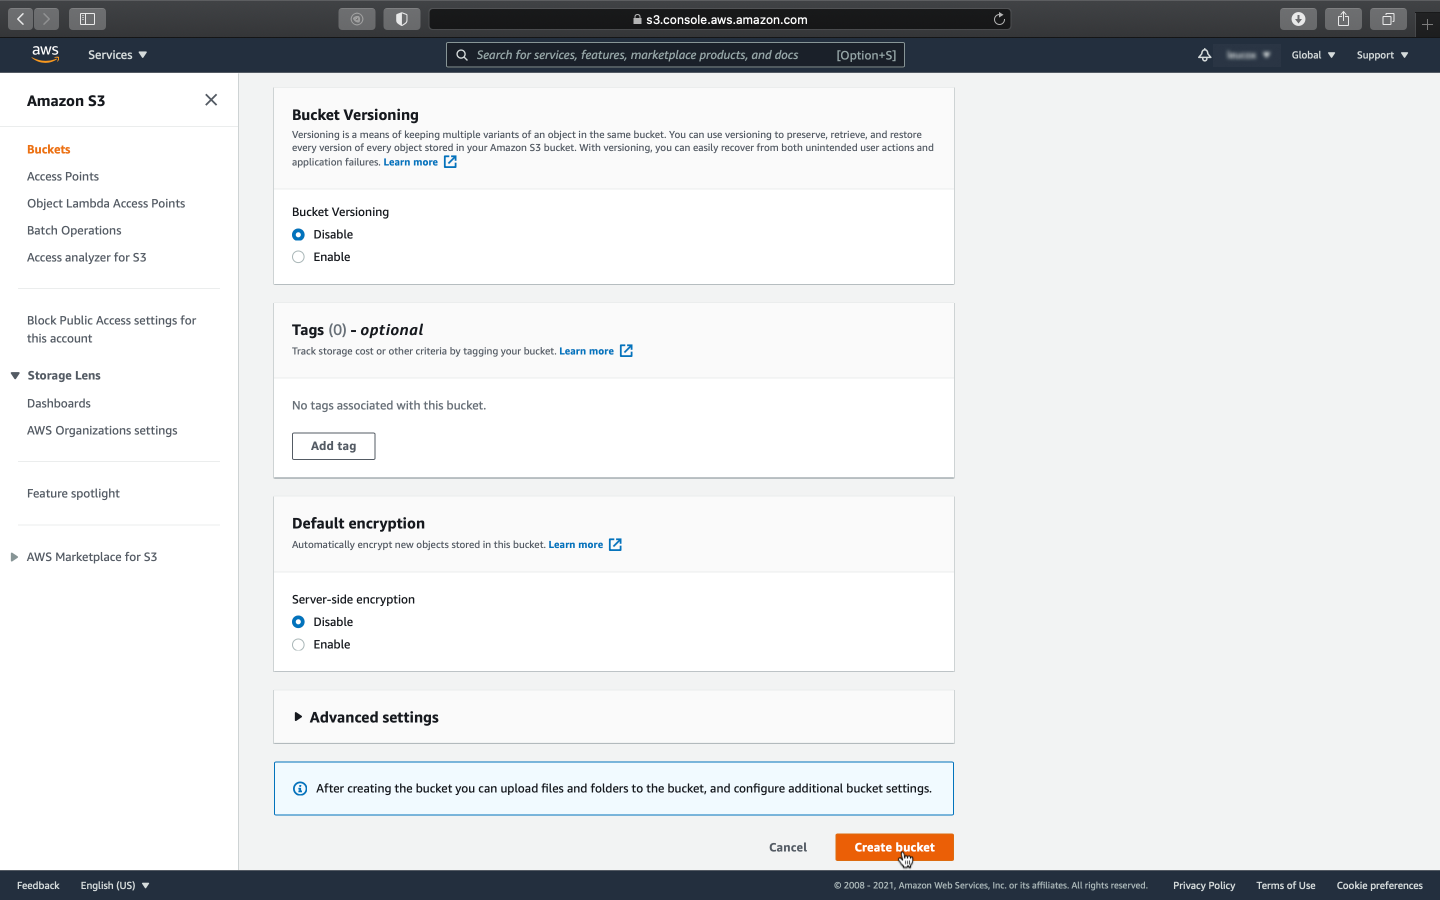 s3.console.aws.amazon.com
aws
Services
Search for services, features, marketplace products, and docs [Option+S]
Global
Support
Amazon S3
Buckets
Access Points
Object Lambda Access Points
Batch Operations
Access analyzer for S3
Block Public Access settings for
this account
Storage Lens
Dashboards
AWS Organizations settings
Feature spotlight
AWS Marketplace for S3
Bucket Versioning
Versioning is a means of keeping multiple variants of an object in the same bucket. You can use versioning to preserve, retrieve, and restore
every version of every object stored in your Amazon S3 bucket. With versioning, you can easily recover from both unintended user actions and
application failures. Learn more
Bucket Versioning
Disable
Enable
Tags (0) - optional
Track storage cost or other criteria by tagging your bucket. Learn more
No tags associated with this bucket.
Add tag
Default encryption
Automatically encrypt new objects stored in this bucket. Learn more
Server-side encryption
Disable
Enable
Advanced settings
After creating the bucket you can upload files and folders to the bucket, and configure additional bucket settings.
Cancel
Create bucket
Feedback
English (US)
© 2008 - 2021, Amazon Web Services, Inc. or its affiliates. All rights reserved.
Privacy Policy
Terms of Use
Cookie preferences